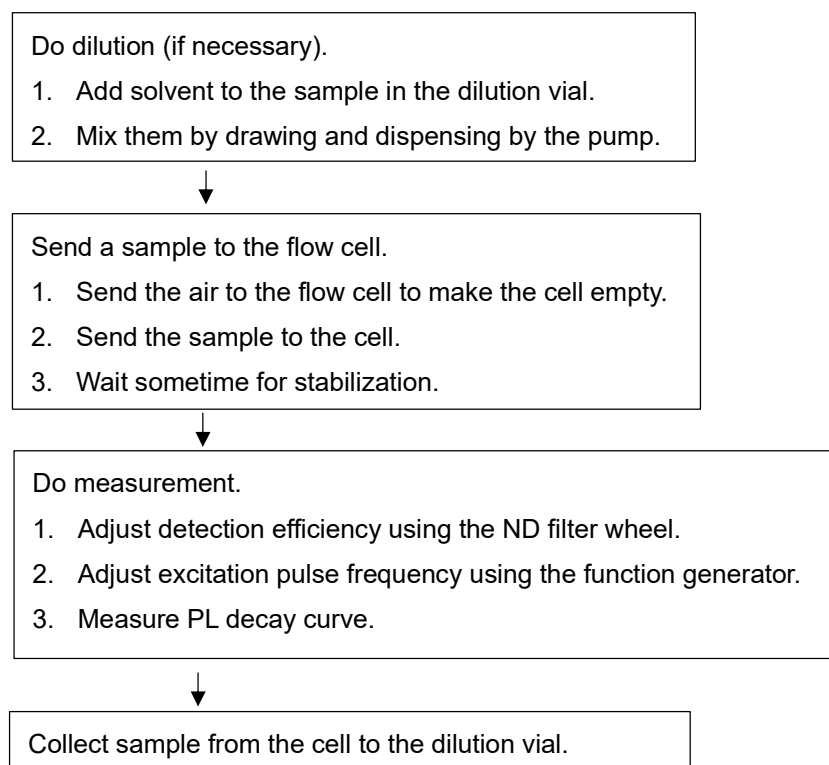 Do dilution (if necessary).
1. Add solvent to the sample in the dilution vial.
2. Mix them by drawing and dispensing by the pump.
Send a sample to the flow cell.
1. Send the air to the flow cell to make the cell empty.
2. Send the sample to the cell.
3. Wait sometime for stabilization.
Do measurement.
1. Adjust detection efficiency using the ND filter wheel.
2. Adjust excitation pulse frequency using the function generator.
3. Measure PL decay curve.
Collect sample from the cell to the dilution vial.